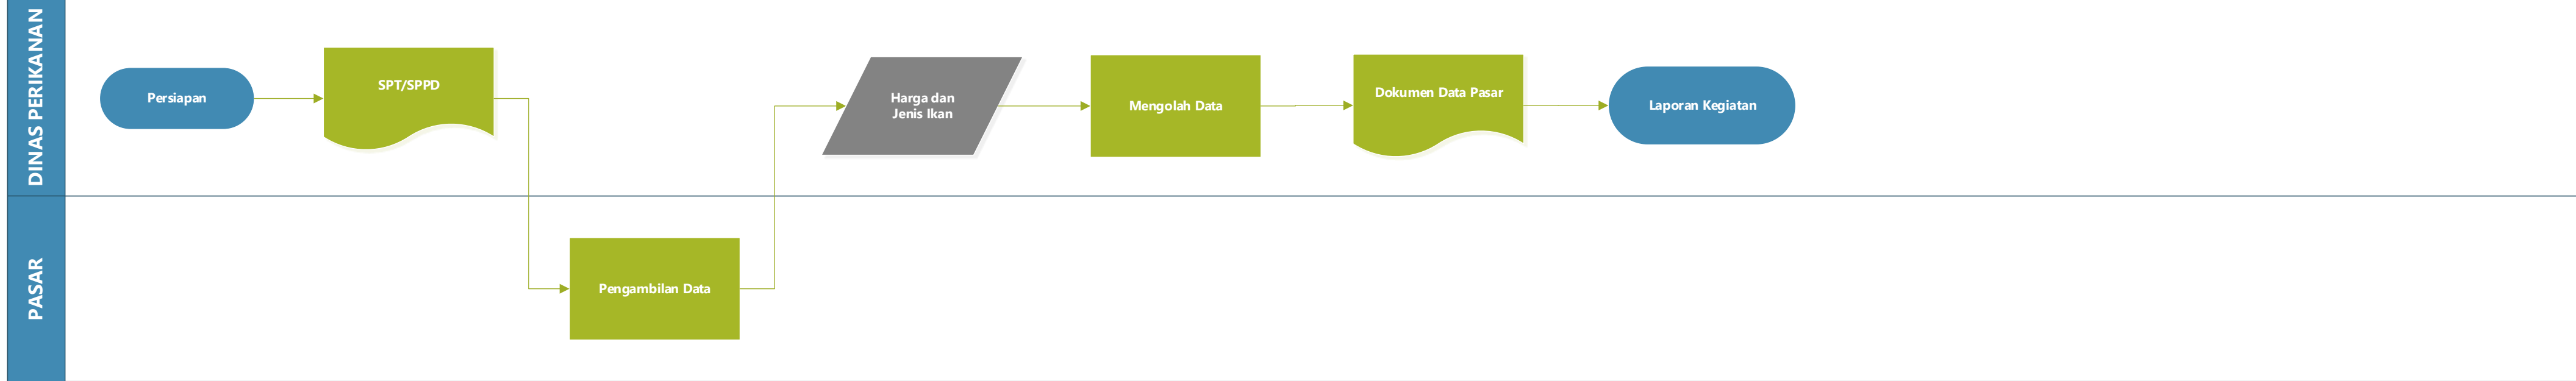 DINAS PERIKANAN
Persiapan
SPT/SPPD
Harga dan
Jenis Ikan
Mengolah Data
Dokumen Data Pasar
Laporan Kegiatan
PASAR
Pengambilan Data